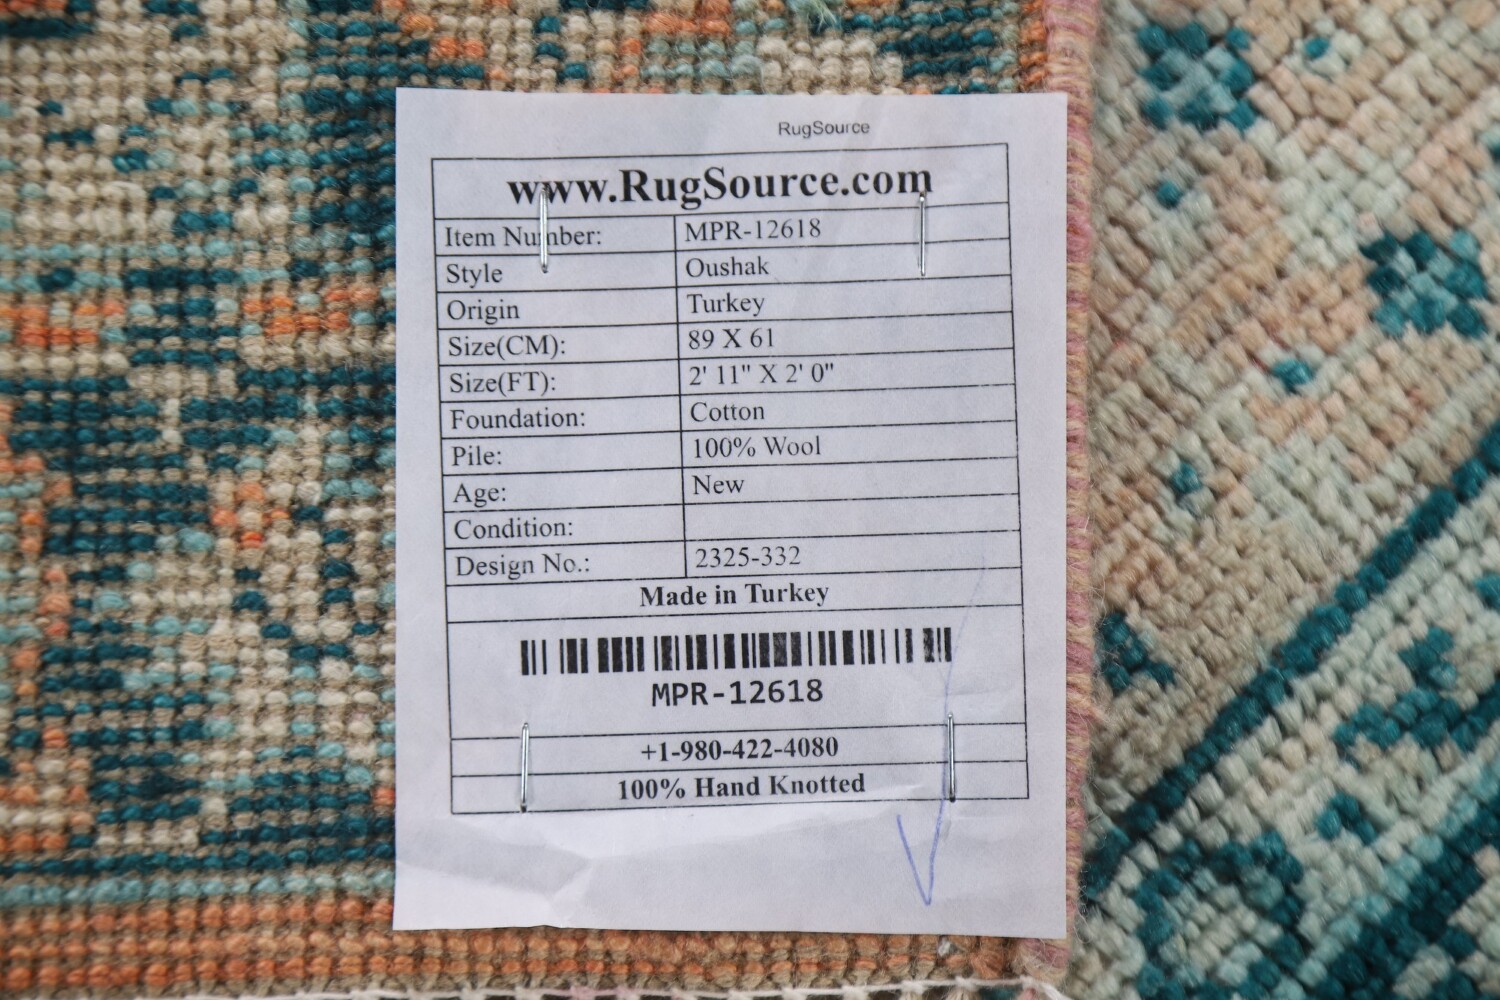 RugSource
www.RugSource.com
Item Number: MPR-12618
Style Oushak
Origin Turkey
Size(CM): 89 X 61
Size(FT): 2' 11" X 2' 0"
Foundation: Cotton
Pile: 100% Wool
Age: New
Condition:
Design No.: 2325-332
Made in Turkey
MPR-12618
+1-980-422-4080
100% Hand Knotted